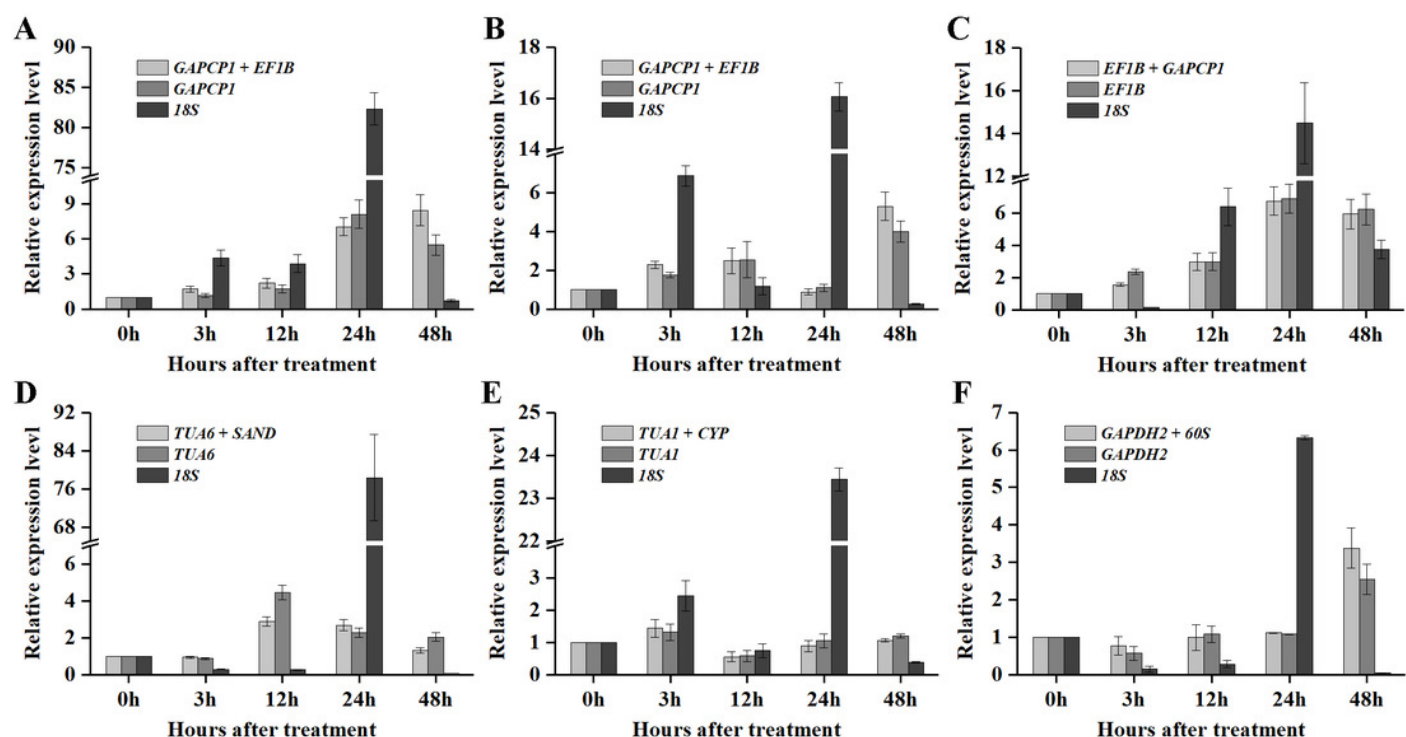 A
Relative expression lvevl
90
85
80
75
9
6
3
0
GAPCP1 + EF1B
GAPCP1
18S
0h 3h 12h 24h 48h
Hours after treatment
B
Relative expression lvevl
18
16
14
6
4
2
0
GAPCP1 + EF1B
GAPCP1
18S
0h 3h 12h 24h 48h
Hours after treatment
C
Relative expression lvevl
18
16
14
12
6
4
2
0
EF1B + GAPCP1
EF1B
18S
0h 3h 12h 24h 48h
Hours after treatment
D
Relative expression lvevl
92
84
76
68
6
4
2
0
TUA6 + SAND
TUA6
18S
0h 3h 12h 24h 48h
Hours after treatment
E
Relative expression lvevl
25
24
23
22
3
2
1
0
TUA1 + CYP
TUA1
18S
0h 3h 12h 24h 48h
Hours after treatment
F
Relative expression lvevl
7
6
5
4
3
2
1
0
GAPDH2 + 60S
GAPDH2
18S
0h 3h 12h 24h 48h
Hours after treatment